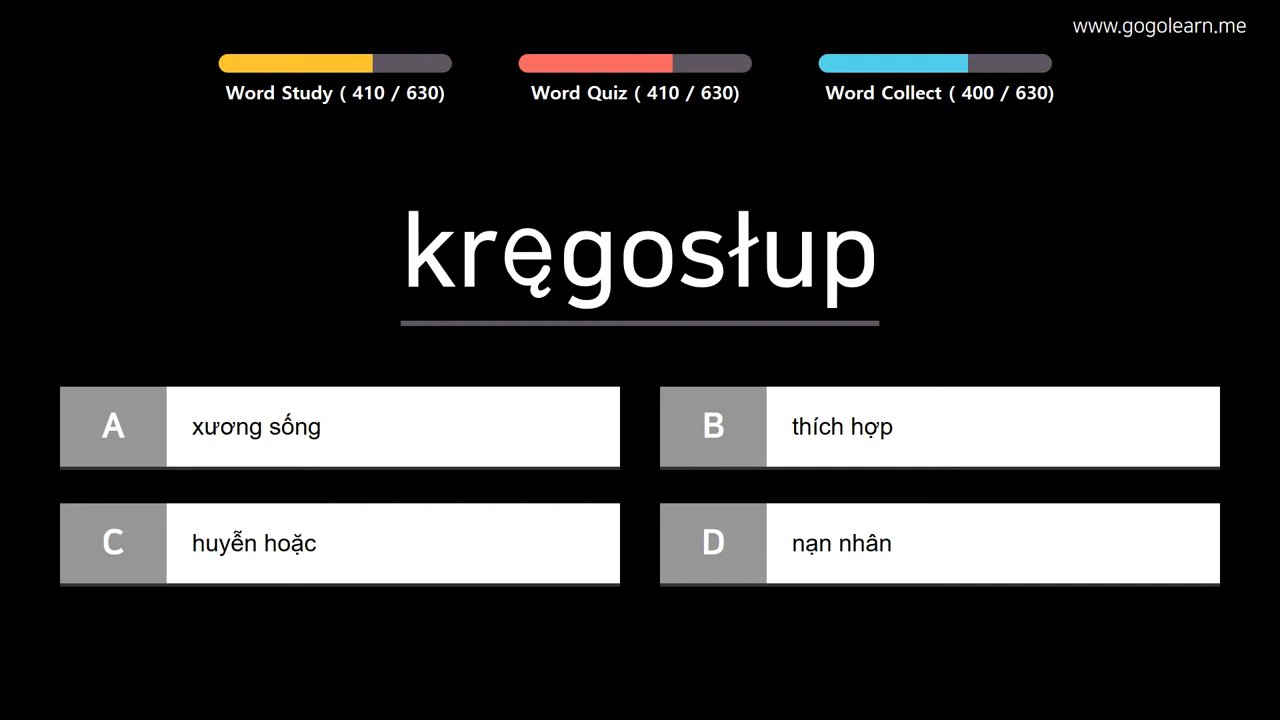 www.gogolearn.me
Word Study ( 410 / 630)
Word Quiz ( 410 / 630)
Word Collect ( 400 / 630)
kręgosłup
A
xương sống
B
thích hợp
C
huyễn hoặc
D
nạn nhân